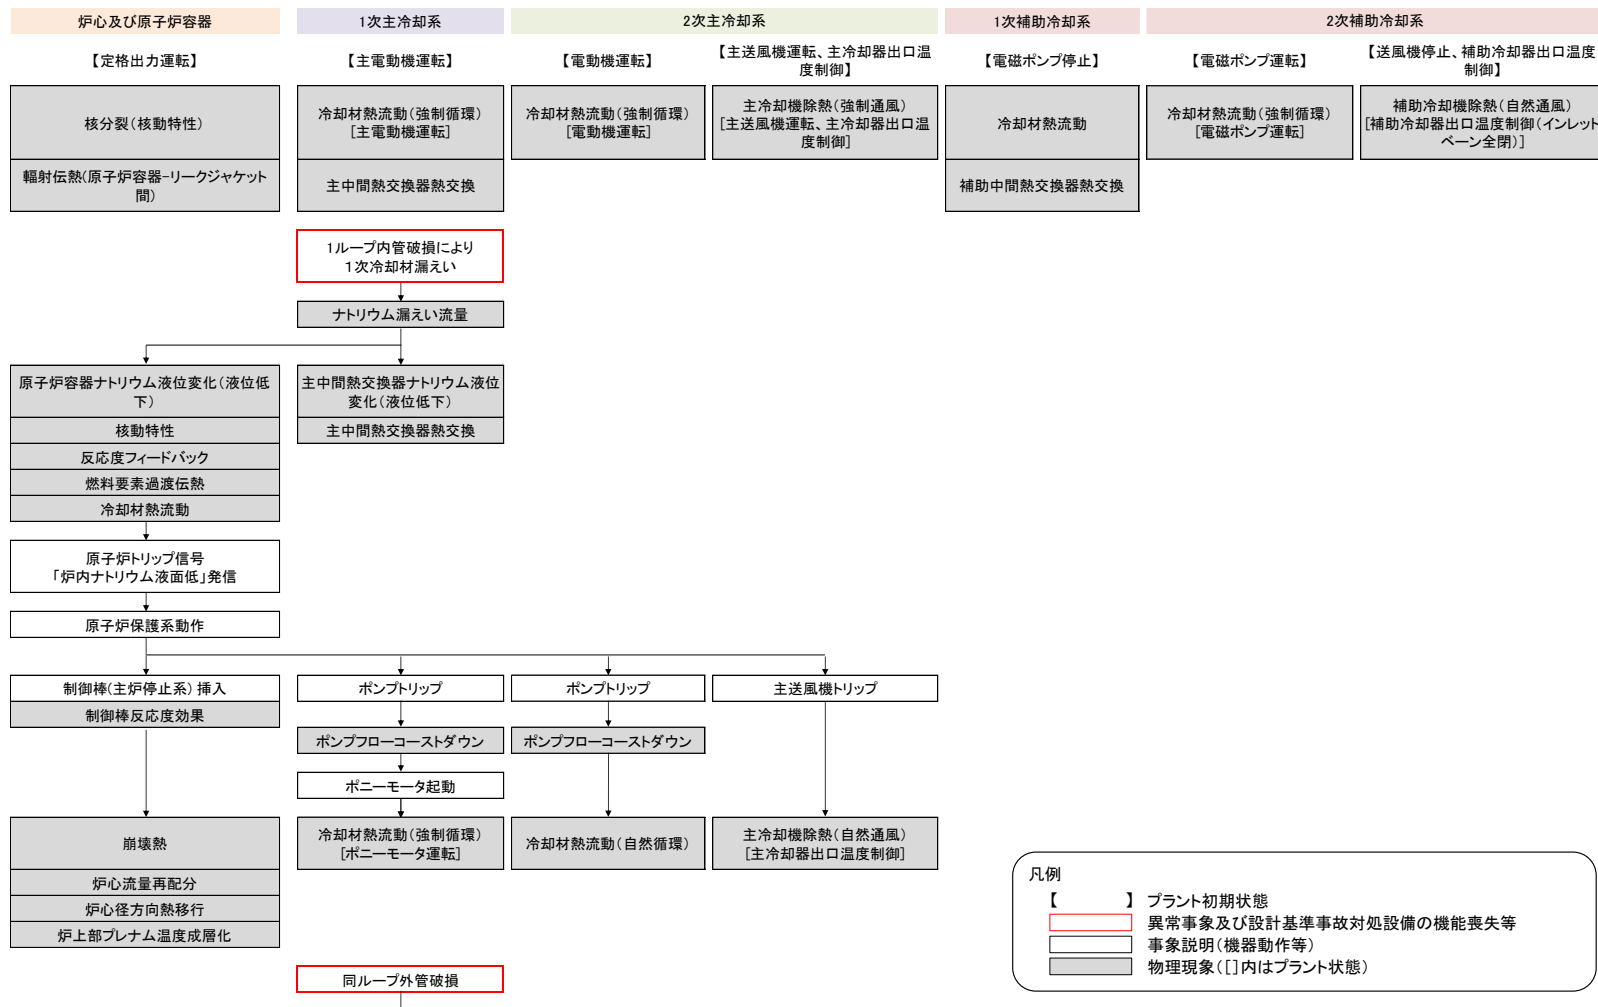 炉心及び原子炉容器
1次主冷却系
2次主冷却系
1次補助冷却系
2次補助冷却系
【定格出力運転】
【主電動機運転】
【電動機運転】
【主送風機運転、主冷却器出口温
度制御】
【電磁ポンプ停止】
【電磁ポンプ運転】
【送風機停止、補助冷却器出口温度
制御】
核分裂(核動特性)
冷却材熱流動(強制循環)
[主電動機運転]
冷却材熱流動(強制循環)
[電動機運転]
主冷却機除熱(強制通風)
[主送風機運転、主冷却器出口温
度制御]
冷却材熱流動
冷却材熱流動(強制循環)
[電磁ポンプ運転]
補助冷却機除熱(自然通風)
[補助冷却器出口温度制御(インレット
ベーン全閉)]
輻射伝熱(原子炉容器-リークジャケット
間)
主中間熱交換器熱交換
補助中間熱交換器熱交換
1ループ内管破損により
1次冷却材漏えい
ナトリウム漏えい流量
原子炉容器ナトリウム液位変化(液位低
下)
主中間熱交換器ナトリウム液位
変化(液位低下)
核動特性
主中間熱交換器熱交換
反応度フィードバック
燃料要素過渡伝熱
冷却材熱流動
原子炉トリップ信号
「炉内ナトリウム液面低」発信
原子炉保護系動作
制御棒(主炉停止系) 挿入
ポンプトリップ
ポンプトリップ
主送風機トリップ
制御棒反応度効果
ポンプフローコーストダウン
ポンプフローコーストダウン
ポニーモータ起動
崩壊熱
冷却材熱流動(強制循環)
[ポニーモータ運転]
冷却材熱流動(自然循環)
主冷却機除熱(自然通風)
[主冷却器出口温度制御]
炉心流量再配分
炉心径方向熱移行
炉上部プレナム温度成層化
同ループ外管破損
凡例
【 】 プラント初期状態
異常事象及び設計基準事故対処設備の機能喪失等
事象説明(機器動作等)
物理現象([]内はプラント状態)